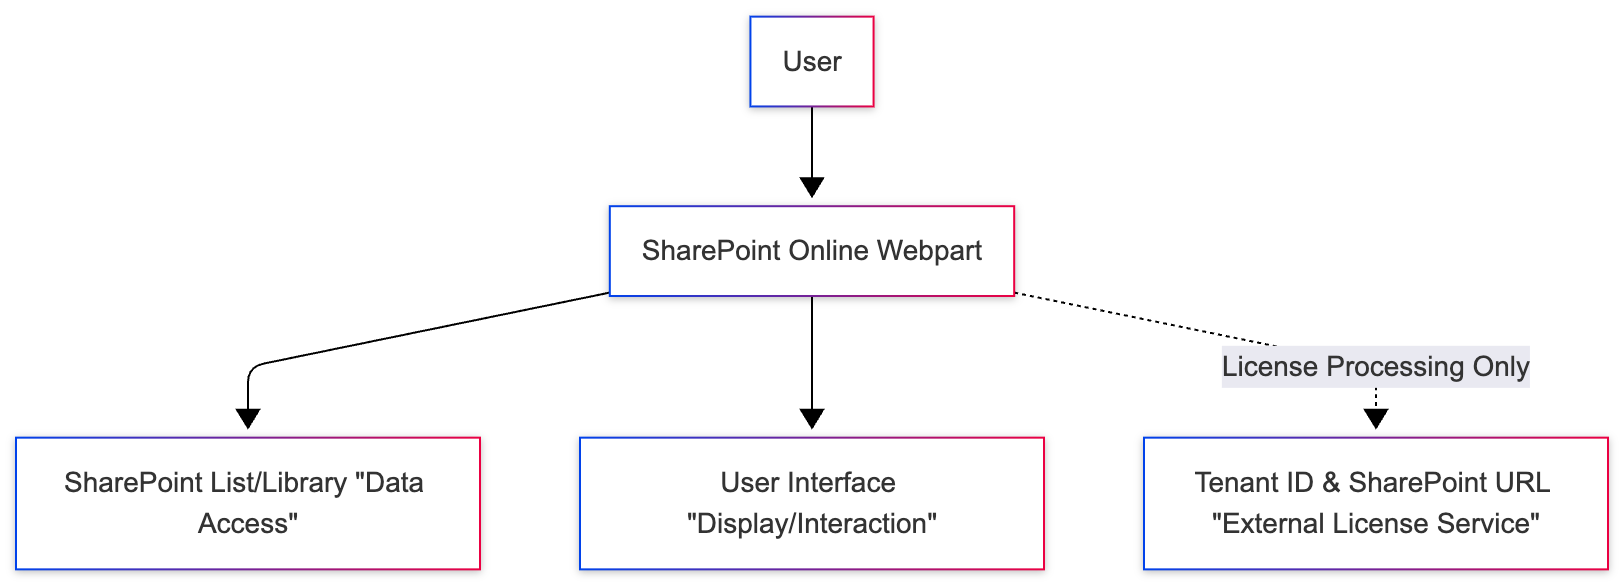 User
SharePoint Online Webpart
License Processing Only
SharePoint List/Library "Data
Access"
User Interface
"Display/Interaction"
Tenant ID & SharePoint URL
"External License Service"